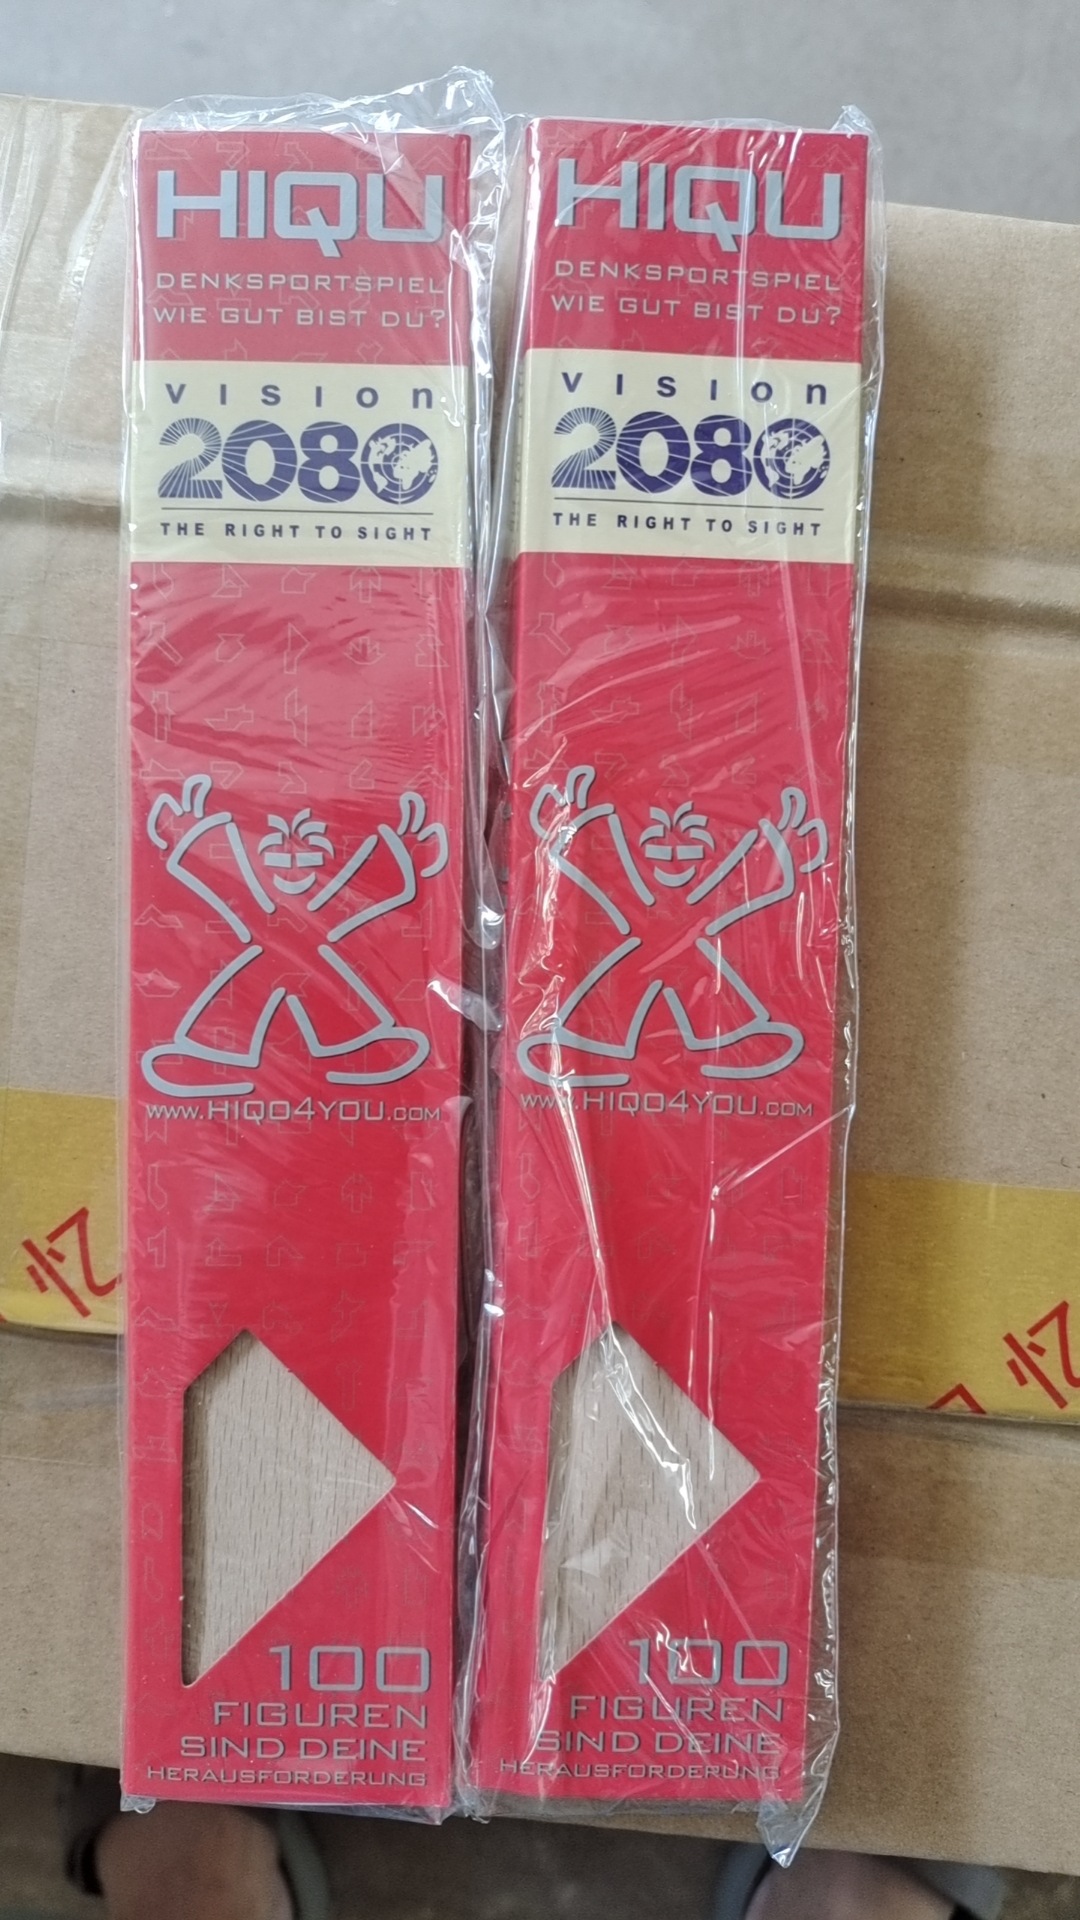 HIQU
DENKSPORTSPIEL
WIE GUT BIST DU?
VISION
2080
THE RIGHT TO SIGHT
WWW.HIQO4YOU.COM
100
FIGUREN
SIND DEINE
HERAUSFORDERUNG
HIQU
DENKSPORTSPIEL
WIE GUT BIST DU?
VISION
2080
THE RIGHT TO SIGHT
WWW.HIQO4YOU.COM
100
FIGUREN
SIND DEINE
HERAUSFORDERUNG